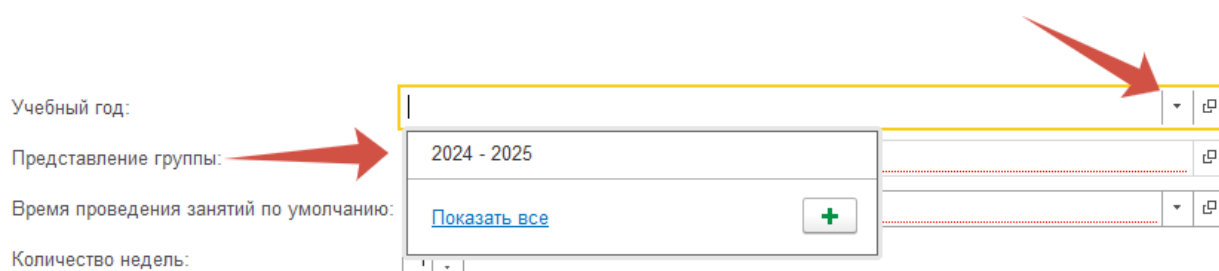 Учебный год:
Представление группы:
2024 - 2025
Время проведения занятий по умолчанию:
Показать все
Количество недель: